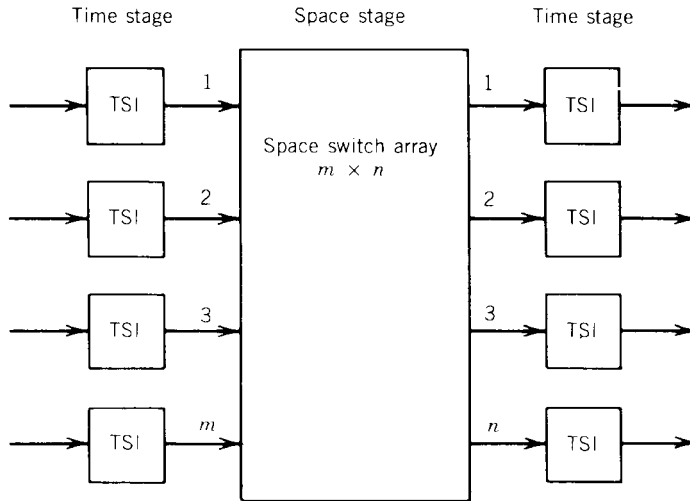 Time stage
Space stage
Time stage
TSI
1
1
TSI
Space switch array
m × n
TSI
2
2
TSI
TSI
3
3
TSI
TSI
m
n
TSI